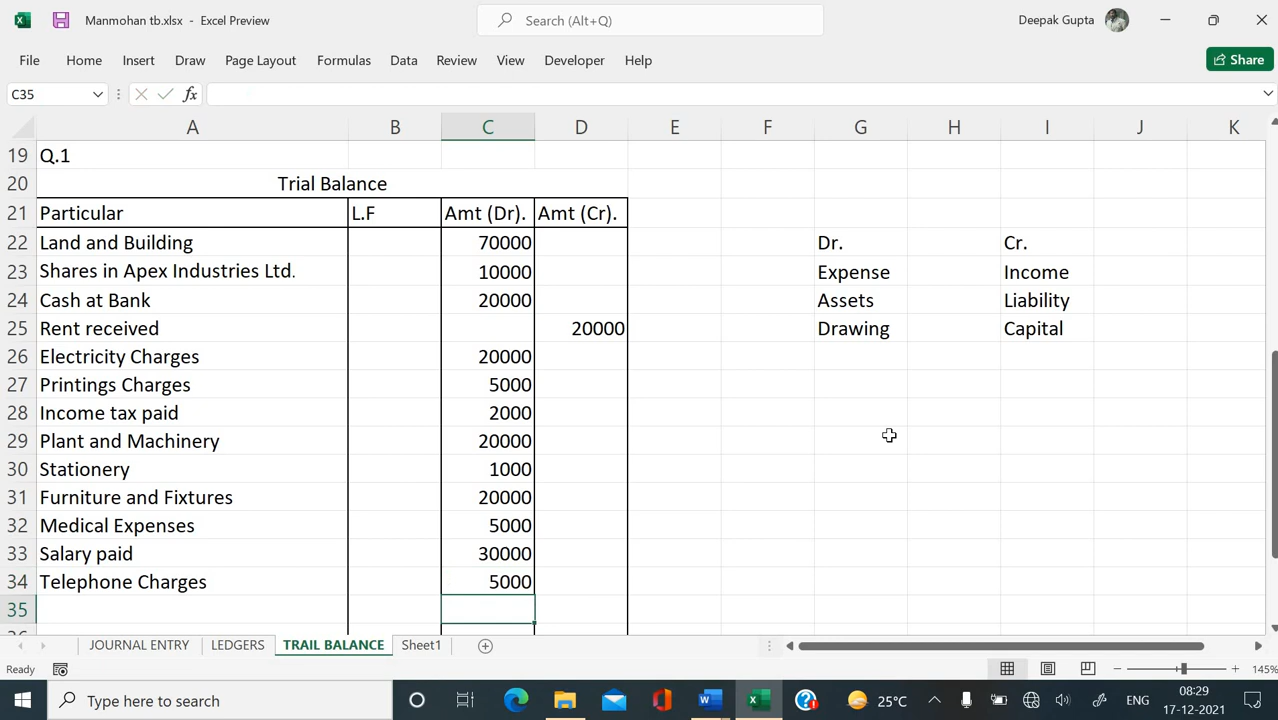 Manmohan tb.xlsx - Excel Preview
Search (Alt+Q)
Deepak Gupta
File Home Insert Draw Page Layout Formulas Data Review View Developer Help Share
C35 fx
A B C D E F G H I J K
19 Q.1
20 Trial Balance
21 Particular L.F Amt (Dr). Amt (Cr).
22 Land and Building 70000 Dr. Cr.
23 Shares in Apex Industries Ltd. 10000 Expense Income
24 Cash at Bank 20000 Assets Liability
25 Rent received 20000 Drawing Capital
26 Electricity Charges 20000
27 Printings Charges 5000
28 Income tax paid 2000
29 Plant and Machinery 20000
30 Stationery 1000
31 Furniture and Fixtures 20000
32 Medical Expenses 5000
33 Salary paid 30000
34 Telephone Charges 5000
35
JOURNAL ENTRY LEDGERS TRAIL BALANCE Sheet1
Ready 145%
Type here to search 25°C ENG 08:29
17-12-2021